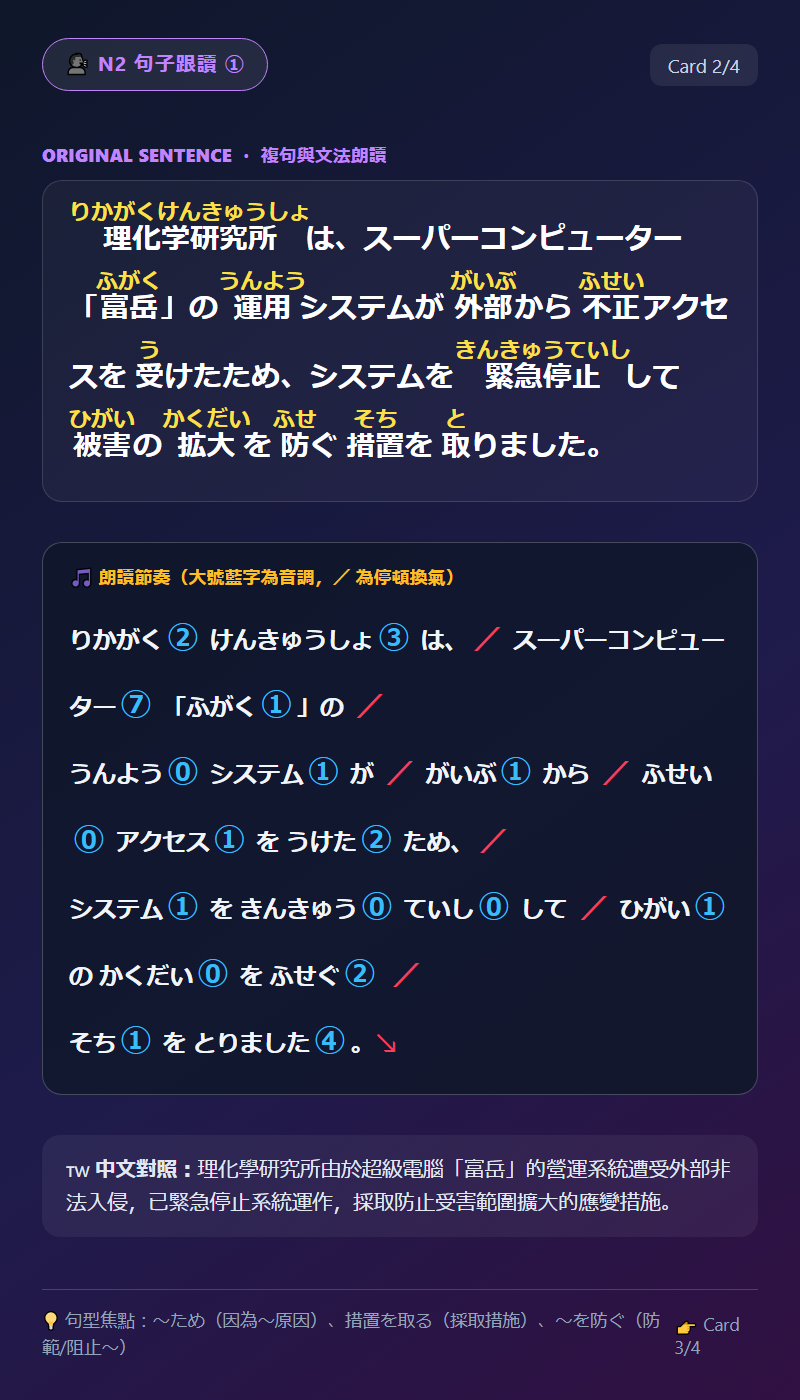 N2 句子跟讀 ①
Card 2/4
ORIGINAL SENTENCE · 複句與文法朗讀
りかがくけんきゅうしょ
理化学研究所 は、スーパーコンピューター
ふがく うんよう がいぶ ふせい
「富岳」の 運用 システムが 外部から 不正アクセ
う きんきゅうていし
スを 受けたため、システムを 緊急停止 して
ひがい かくだい ふせ そち と
被害の 拡大 を 防ぐ 措置を 取りました。
🎵 朗讀節奏（大號藍字為音調，／ 為停頓換氣）
りかがく② けんきゅうしょ③ は、／ スーパーコンピュー
ター⑦ 「ふがく①」の ／
うんよう⓪ システム① が ／ がいぶ① から ／ ふせい
⓪ アクセス① を うけた② ため、／
システム① を きんきゅう⓪ ていし⓪ して ／ ひがい①
の かくだい⓪ を ふせぐ② ／
そち① を とりました④。↘
TW 中文對照：理化學研究所由於超級電腦「富岳」的營運系統遭受外部非
法入侵，已緊急停止系統運作，採取防止受害範圍擴大的應變措施。
💡 句型焦點：～ため（因為～原因）、措置を取る（採取措施）、～を防ぐ（防
範/阻止～）
👉 Card
3/4